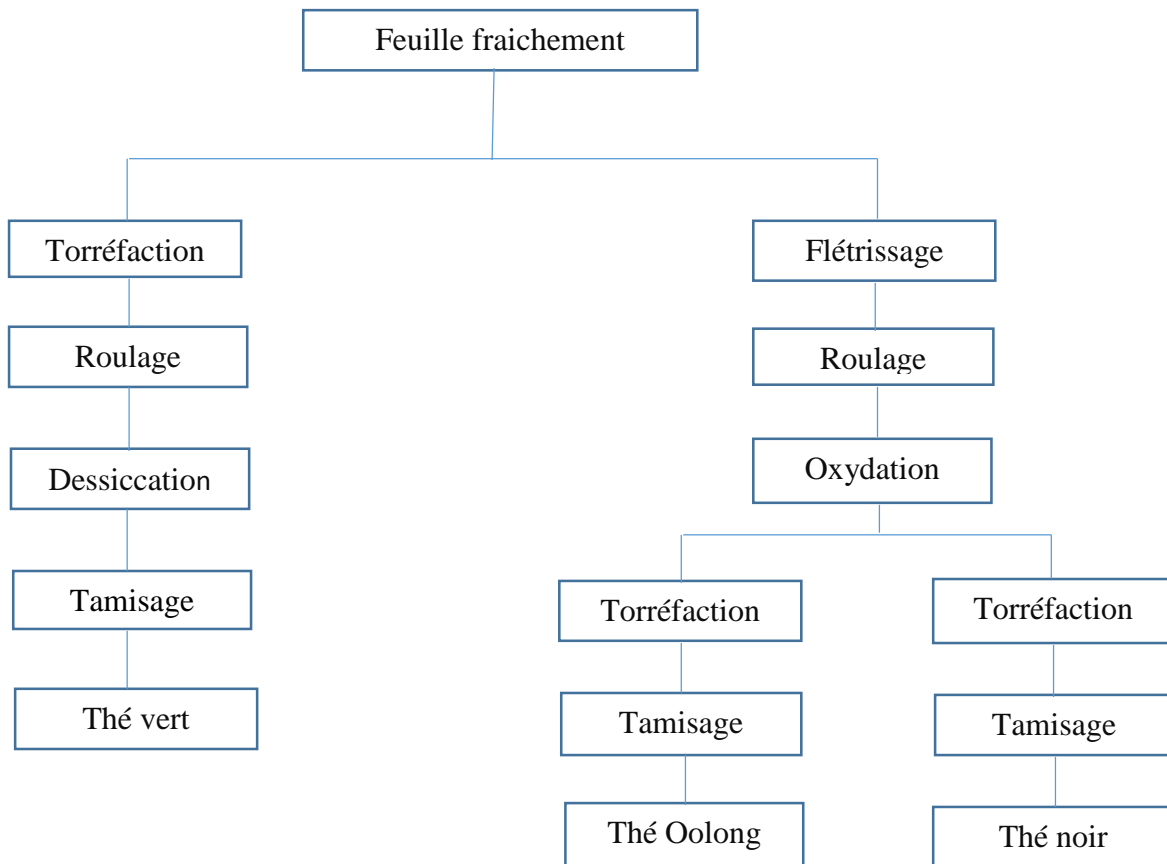 Feuille fraichement
Torréfaction
Roulage
Dessiccation
Tamisage
Thé vert
Flétrissage
Roulage
Oxydation
Torréfaction
Tamisage
Thé Oolong
Torréfaction
Tamisage
Thé noir